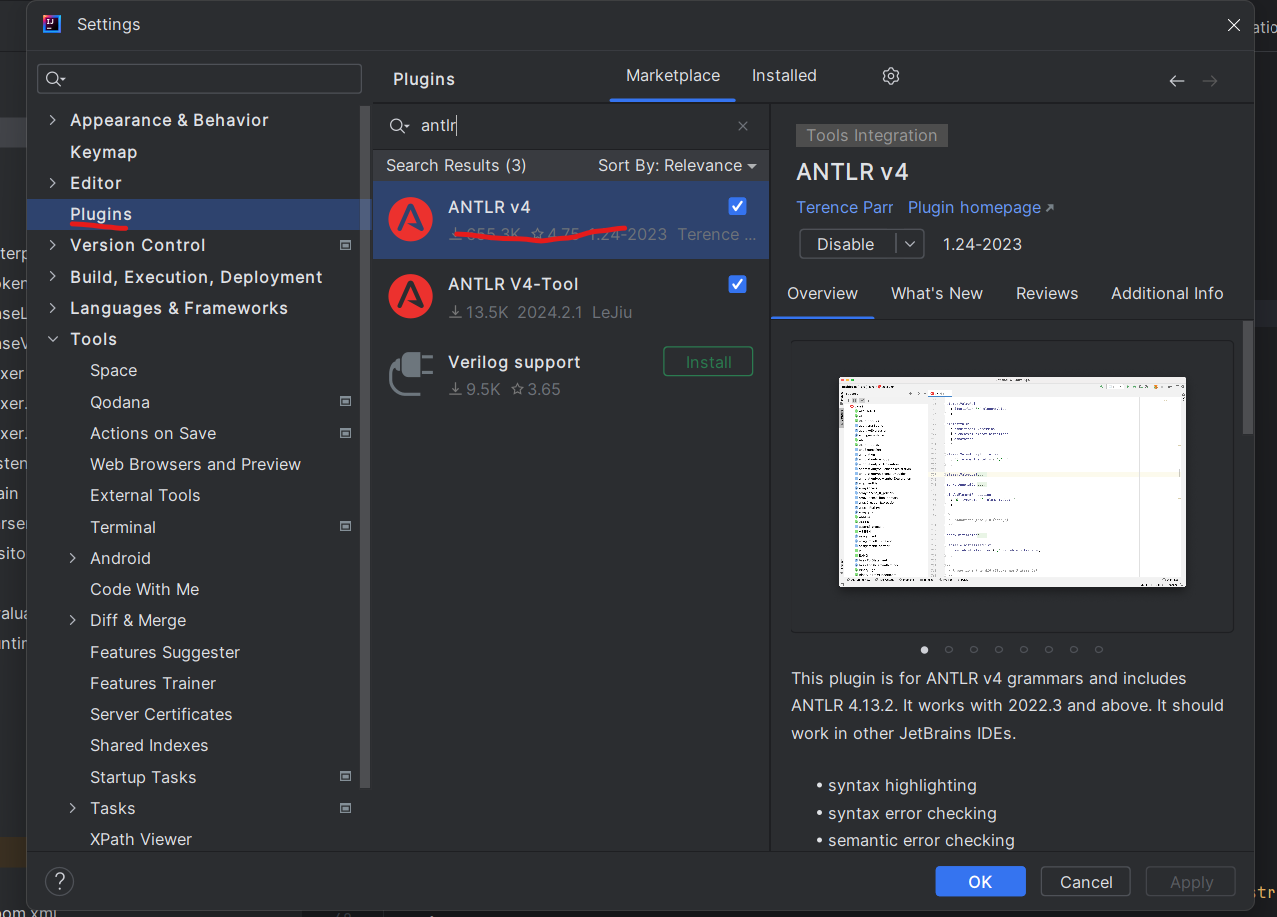 Settings
Plugins
Marketplace
Installed
Appearance & Behavior
Keymap
Editor
Plugins
Version Control
Build, Execution, Deployment
Languages & Frameworks
Tools
Space
Qodana
Actions on Save
Web Browsers and Preview
External Tools
Terminal
Android
Code With Me
Diff & Merge
Features Suggester
Features Trainer
Server Certificates
Shared Indexes
Startup Tasks
Tasks
XPath Viewer
antlr
Search Results (3)
Sort By: Relevance
ANTLR v4
655.3K 4.75 1.24-2023 Terence ...
ANTLR V4-Tool
13.5K 2024.2.1 LeJiu
Verilog support
Install
9.5K 3.65
Tools Integration
ANTLR v4
Terence Parr Plugin homepage
Disable
1.24-2023
Overview
What's New
Reviews
Additional Info
This plugin is for ANTLR v4 grammars and includes
ANTLR 4.13.2. It works with 2022.3 and above. It should
work in other JetBrains IDEs.
• syntax highlighting
• syntax error checking
• semantic error checking
?
OK
Cancel
Apply